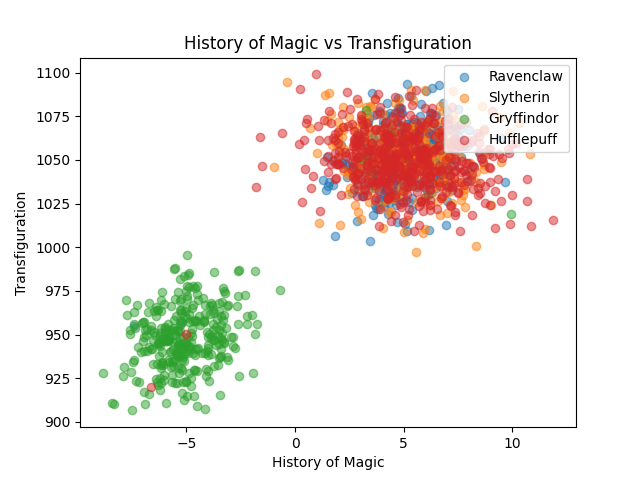 History of Magic vs Transfiguration
Ravenclaw
Slytherin
Gryffindor
Hufflepuff
1100
1075
1050
1025
1000
975
950
925
900
Transfiguration
−5
0
5
10
History of Magic